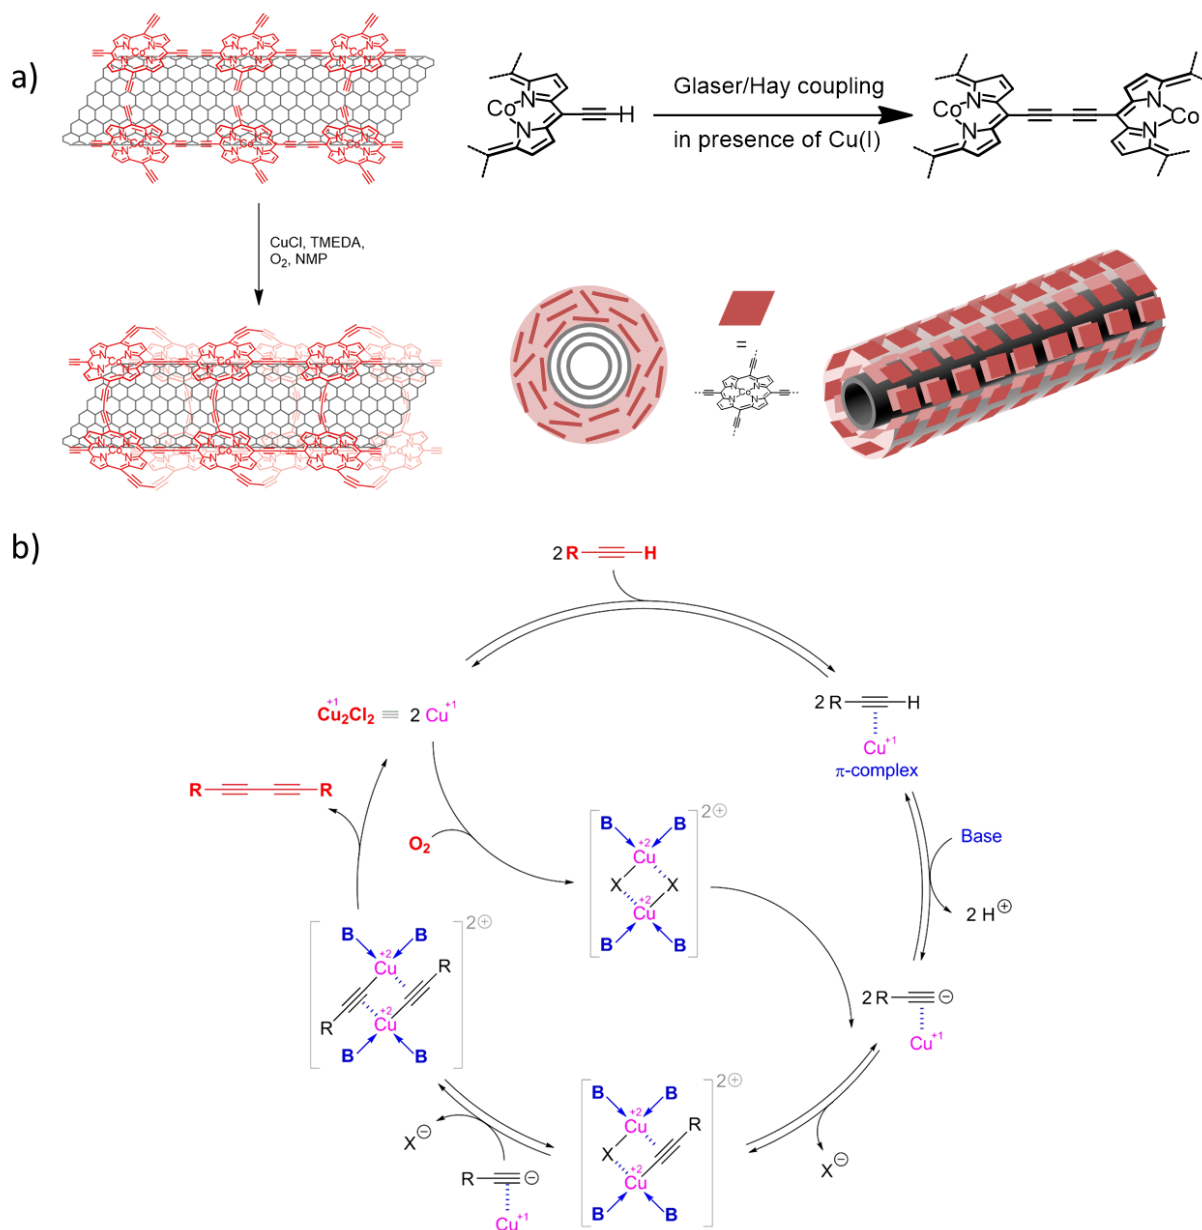 a)
Co
N
Co
H
Glaser/Hay coupling
in presence of Cu(I)
Co
N
N
Co
CuCl, TMEDA,
O₂, NMP
=
Co
N
b)
2 R H
+1
Cu₂Cl₂ ≡ 2 Cu⁺¹
2 R H
Cu⁺¹
π-complex
R R
O₂
B B 2⊕
+2
Cu
X X
+2
Cu
B B
Base
2 H⊕
B B 2⊕
+2
Cu R
+2
R Cu
B B
2 R ⊖
Cu⁺¹
B B 2⊕
+2
Cu R
X
+2
Cu
B B
X⊖
X⊖
R ⊖
Cu⁺¹